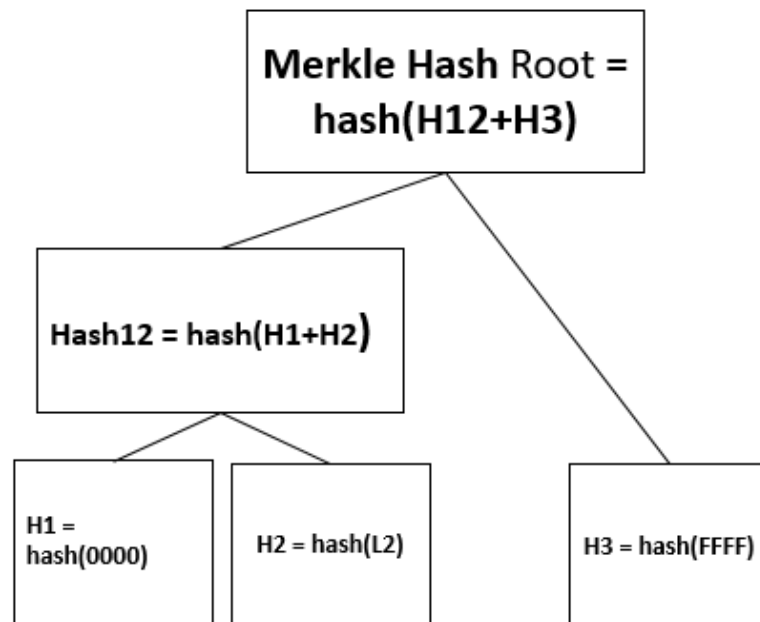 Merkle Hash Root =
hash(H12+H3)
Hash12 = hash(H1+H2)
H1 =
hash(0000)
H2 = hash(L2)
H3 = hash(FFFF)